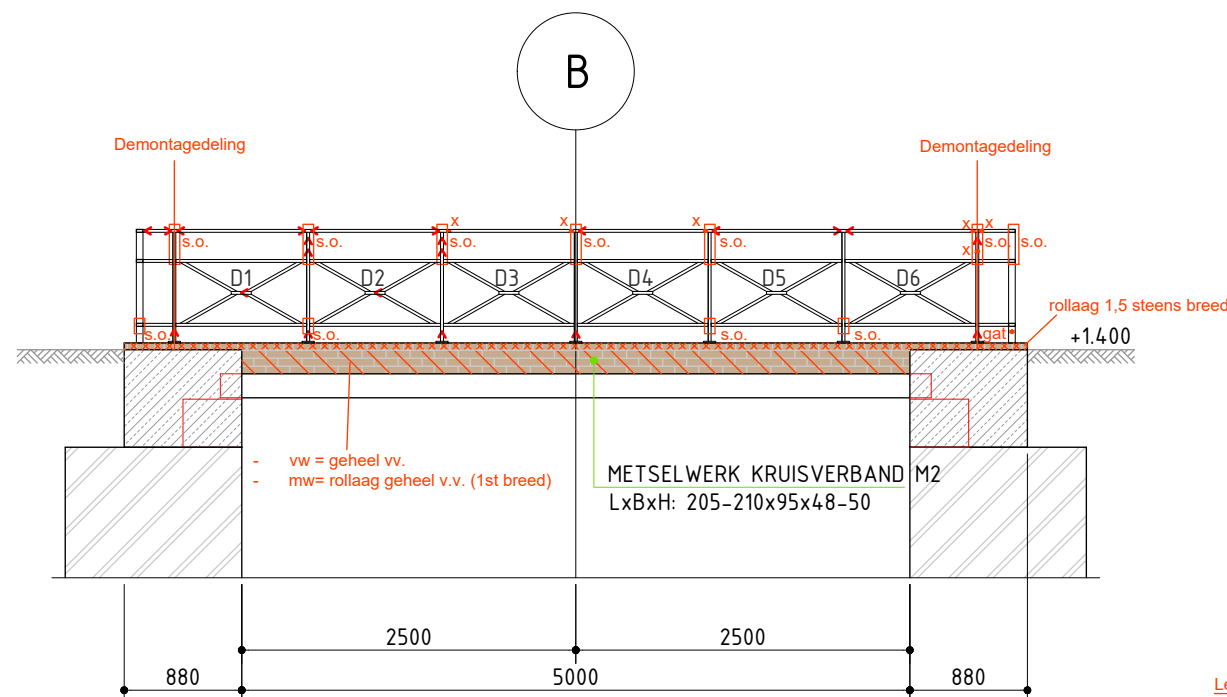 B
Demontagedeling
Demontagedeling
x
x
x
x
x
s.o.
s.o.
s.o.
s.o.
s.o.
s.o.
s.o.
s.o.
x
D1
D2
D3
D4
D5
D6
rollaag 1,5 steens breed
s.o.
s.o.
s.o.
s.o.
gat
+1.400
- vw = geheel vv.
- mw= rollaag geheel v.v. (1st breed)
METSELWERK KRUISVERBAND M2
LxBxH: 205-210x95x48-50
2500
2500
880
5000
880